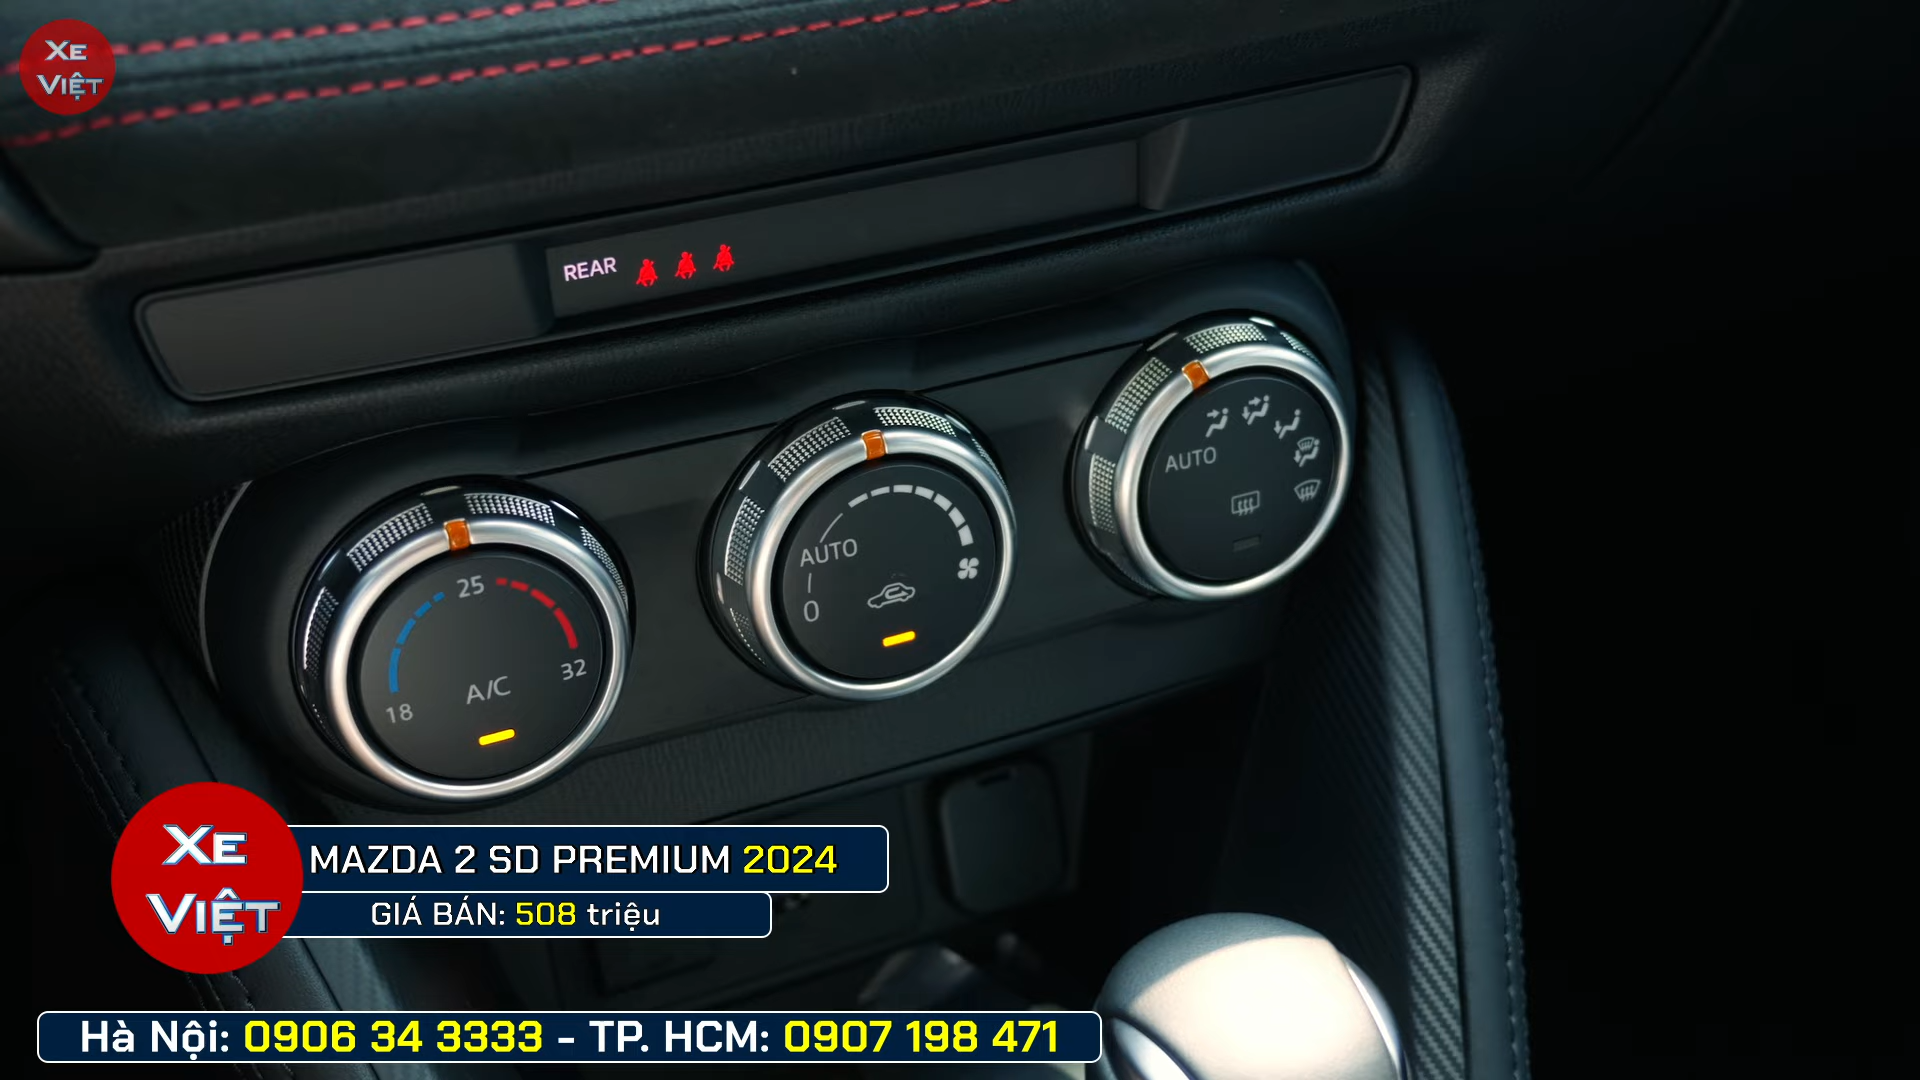 XE
VIỆT
REAR
AUTO
25
AUTO
0
32
A/C
18
XE
VIỆT
MAZDA 2 SD PREMIUM 2024
GIÁ BÁN: 508 triệu
Hà Nội: 0906 34 3333 - TP. HCM: 0907 198 471